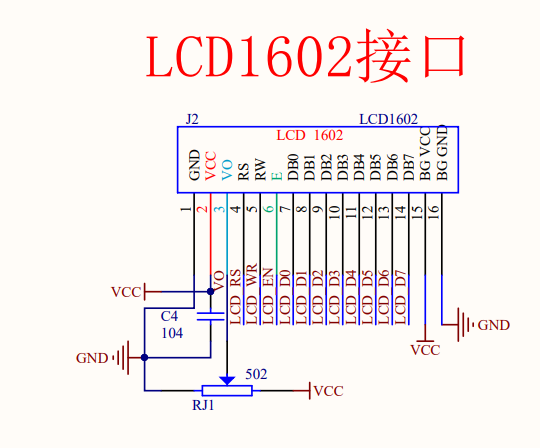 LCD1602接口
J2
LCD1602
LCD 1602
GND
VCC
VO
RS
RW
E
DB0
DB1
DB2
DB3
DB4
DB5
DB6
DB7
BG VCC
BG GND
1
2
3
4
5
6
7
8
9
10
11
12
13
14
15
16
VO
LCD RS
LCD WR
LCD EN
LCD D0
LCD D1
LCD D2
LCD D3
LCD D4
LCD D5
LCD D6
LCD D7
VCC
C4
104
GND
VCC
GND
502
VCC
RJ1